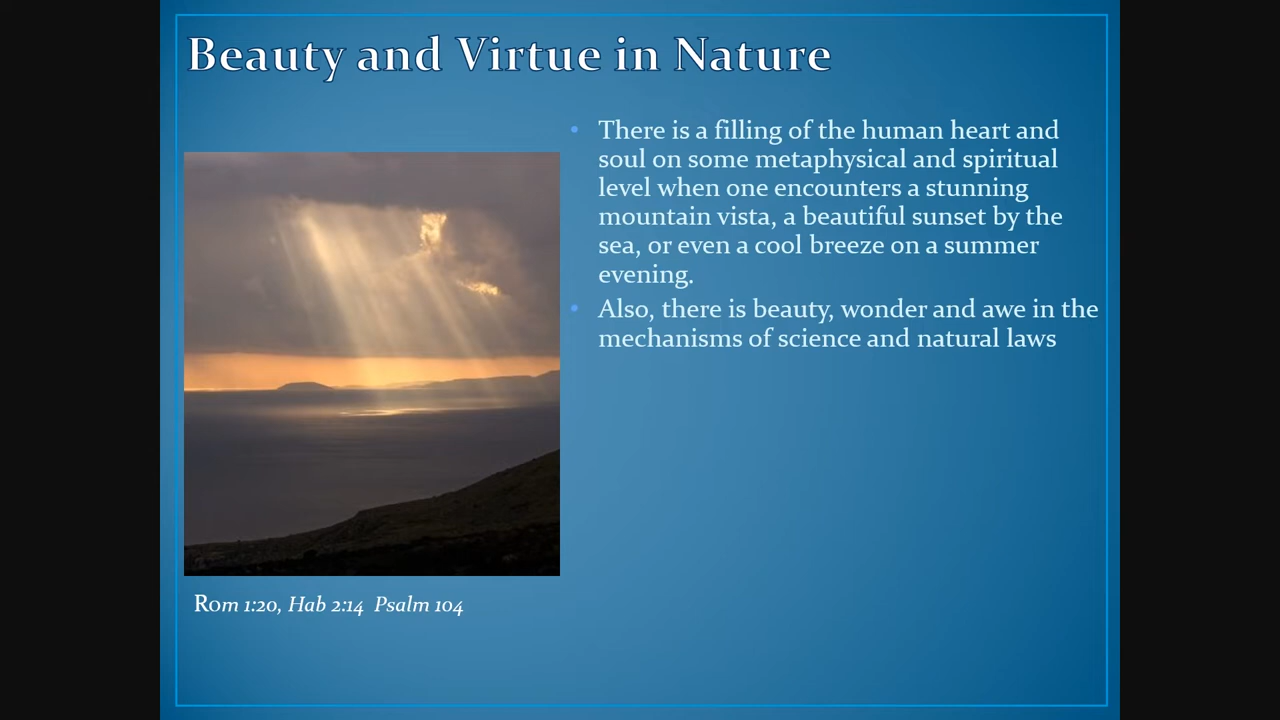 Beauty and Virtue in Nature
• There is a filling of the human heart and
soul on some metaphysical and spiritual
level when one encounters a stunning
mountain vista, a beautiful sunset by the
sea, or even a cool breeze on a summer
evening.
• Also, there is beauty, wonder and awe in the
mechanisms of science and natural laws
Rom 1:20, Hab 2:14  Psalm 104